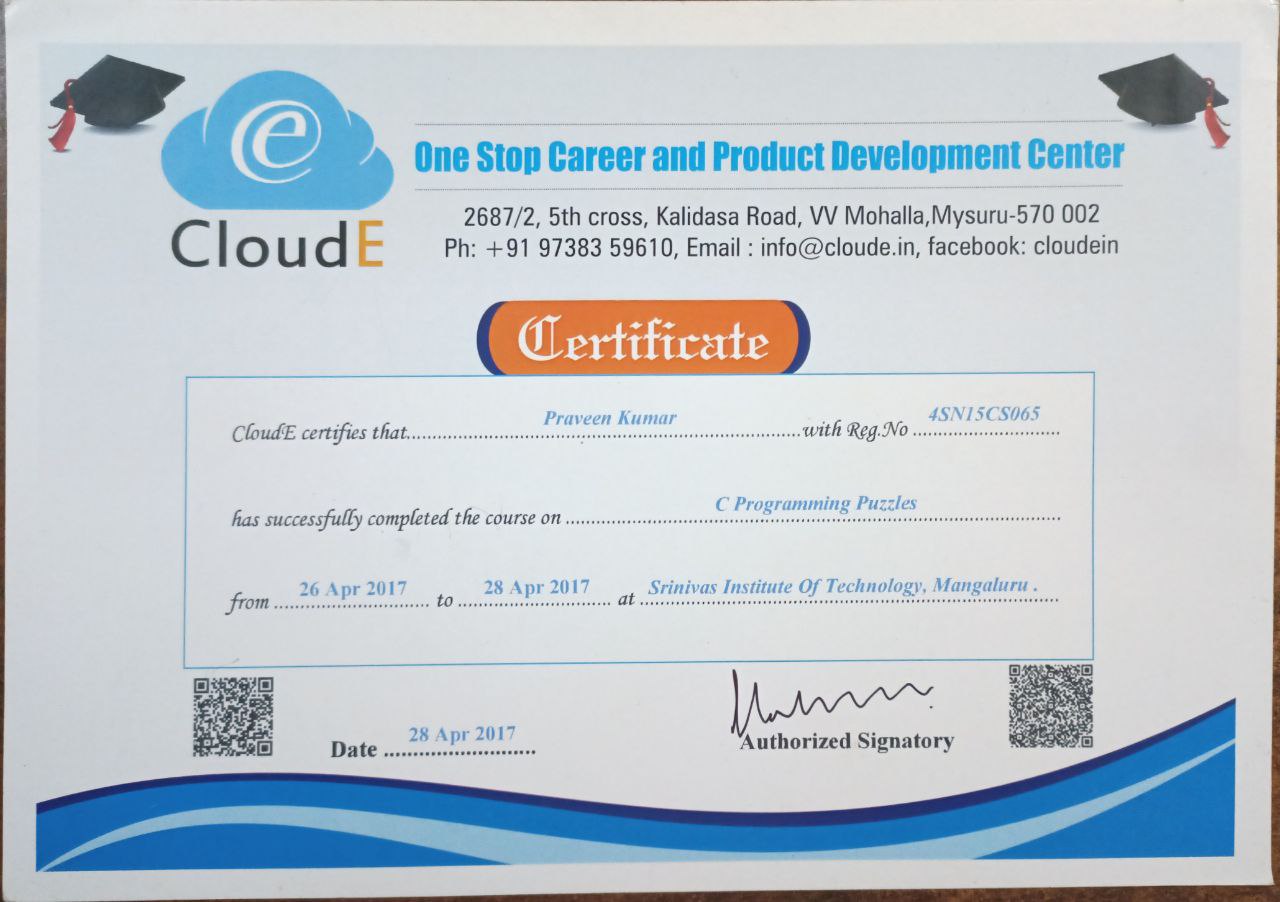 e
CloudE
One Stop Career and Product Development Center
2687/2, 5th cross, Kalidasa Road, VV Mohalla,Mysuru-570 002
Ph: +91 97383 59610, Email : info@cloude.in, facebook: cloudein
Certificate
CloudE certifies that Praveen Kumar with Reg.No 4SN15CS065
has successfully completed the course on C Programming Puzzles
from 26 Apr 2017 to 28 Apr 2017 at Srinivas Institute Of Technology, Mangaluru .
Date 28 Apr 2017
Authorized Signatory